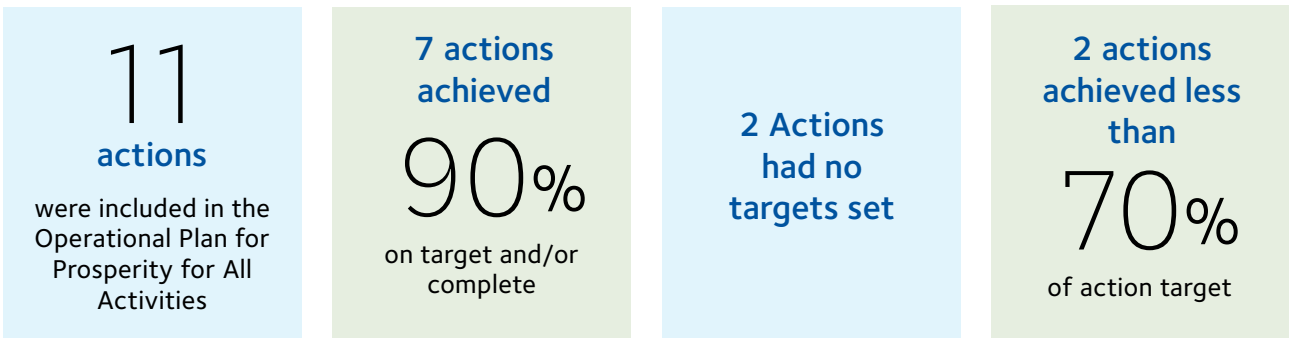 11
actions
were included in the
Operational Plan for
Prosperity for All
Activities
7 actions
achieved
90%
on target and/or
complete
2 Actions
had no
targets set
2 actions
achieved less
than
70%
of action target